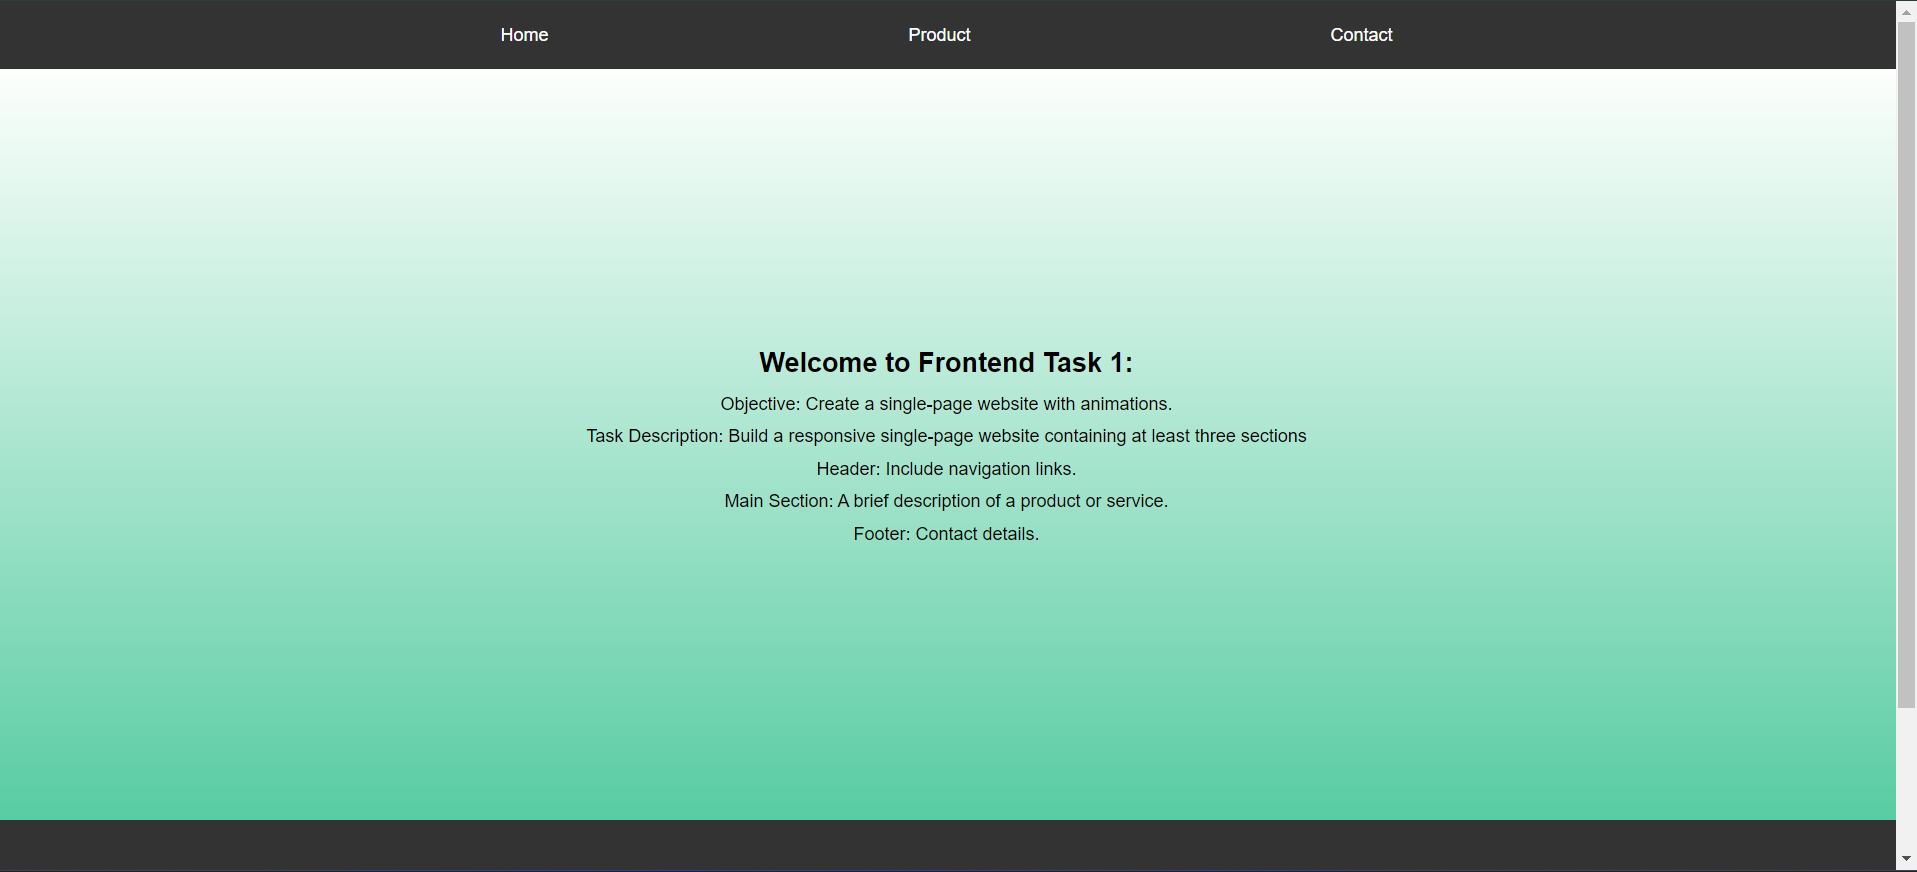 Home Product Contact
Welcome to Frontend Task 1:
Objective: Create a single-page website with animations.
Task Description: Build a responsive single-page website containing at least three sections
Header: Include navigation links.
Main Section: A brief description of a product or service.
Footer: Contact details.